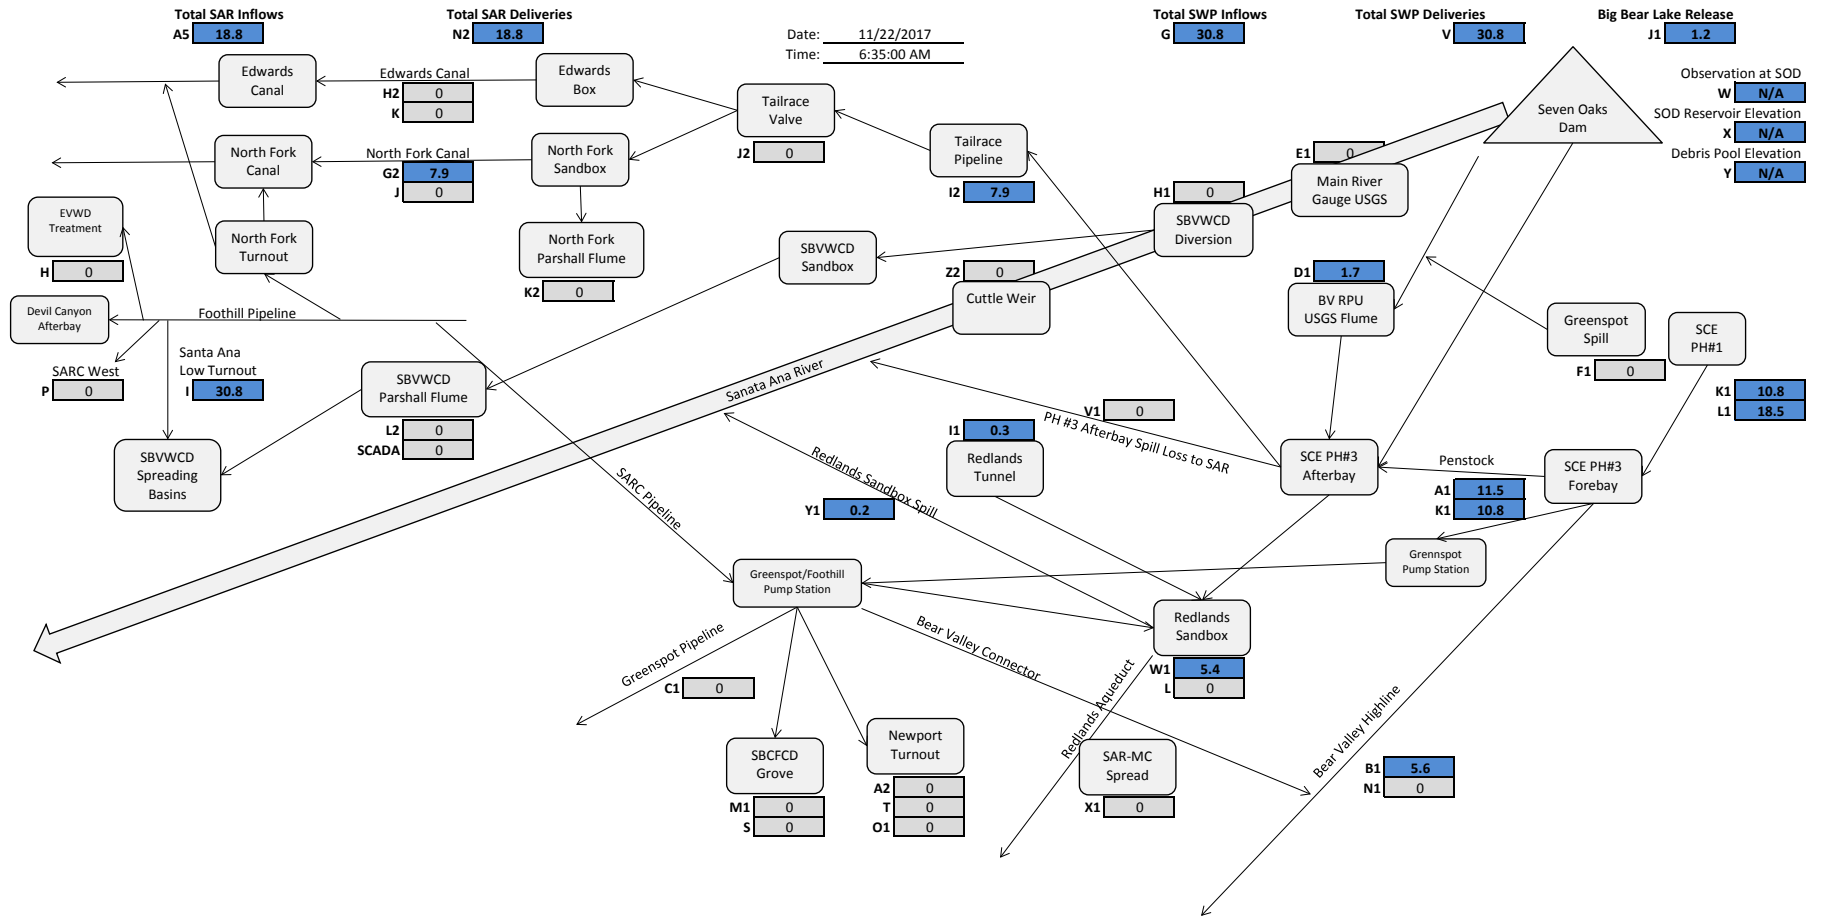 Total SAR Inflows
A5 18.8
Total SAR Deliveries
N2 18.8
Date: 11/22/2017
Time: 6:35:00 AM
Total SWP Inflows
G 30.8
Total SWP Deliveries
V 30.8
Big Bear Lake Release
J1 1.2
Observation at SOD
W N/A
SOD Reservoir Elevation
X N/A
Debris Pool Elevation
Y N/A
Seven Oaks
Dam
Edwards
Canal
Edwards Canal
H2 0
K 0
Edwards
Box
Tailrace
Valve
J2 0
Tailrace
Pipeline
I2 7.9
E1 0
Main River
Gauge USGS
H1 0
SBVWCD
Diversion
North Fork
Canal
North Fork Canal
G2 7.9
J 0
North Fork
Sandbox
EVWD
Treatment
H 0
North Fork
Turnout
North Fork
Parshall Flume
K2 0
SBVWCD
Sandbox
Z2 0
Cuttle Weir
D1 1.7
BV RPU
USGS Flume
Greenspot
Spill
F1 0
SCE
PH#1
K1 10.8
L1 18.5
Devil Canyon
Afterbay
Foothill Pipeline
SARC West
P 0
Santa Ana
Low Turnout
I 30.8
SBVWCD
Parshall Flume
L2 0
SCADA 0
Sanata Ana River
SBVWCD
Spreading
Basins
SARC Pipeline
V1 0
PH #3 Afterbay Spill Loss to SAR
I1 0.3
Redlands
Tunnel
Redlands Sandbox Spill
Y1 0.2
SCE PH#3
Afterbay
Penstock
A1 11.5
K1 10.8
SCE PH#3
Forebay
Grennspot
Pump Station
Greenspot/Foothill
Pump Station
Redlands
Sandbox
W1 5.4
L 0
Greenspot Pipeline
C1 0
Bear Valley Connector
Redlands Aqueduct
Bear Valley Highline
SBCFCD
Grove
M1 0
S 0
Newport
Turnout
A2 0
T 0
O1 0
SAR-MC
Spread
X1 0
B1 5.6
N1 0